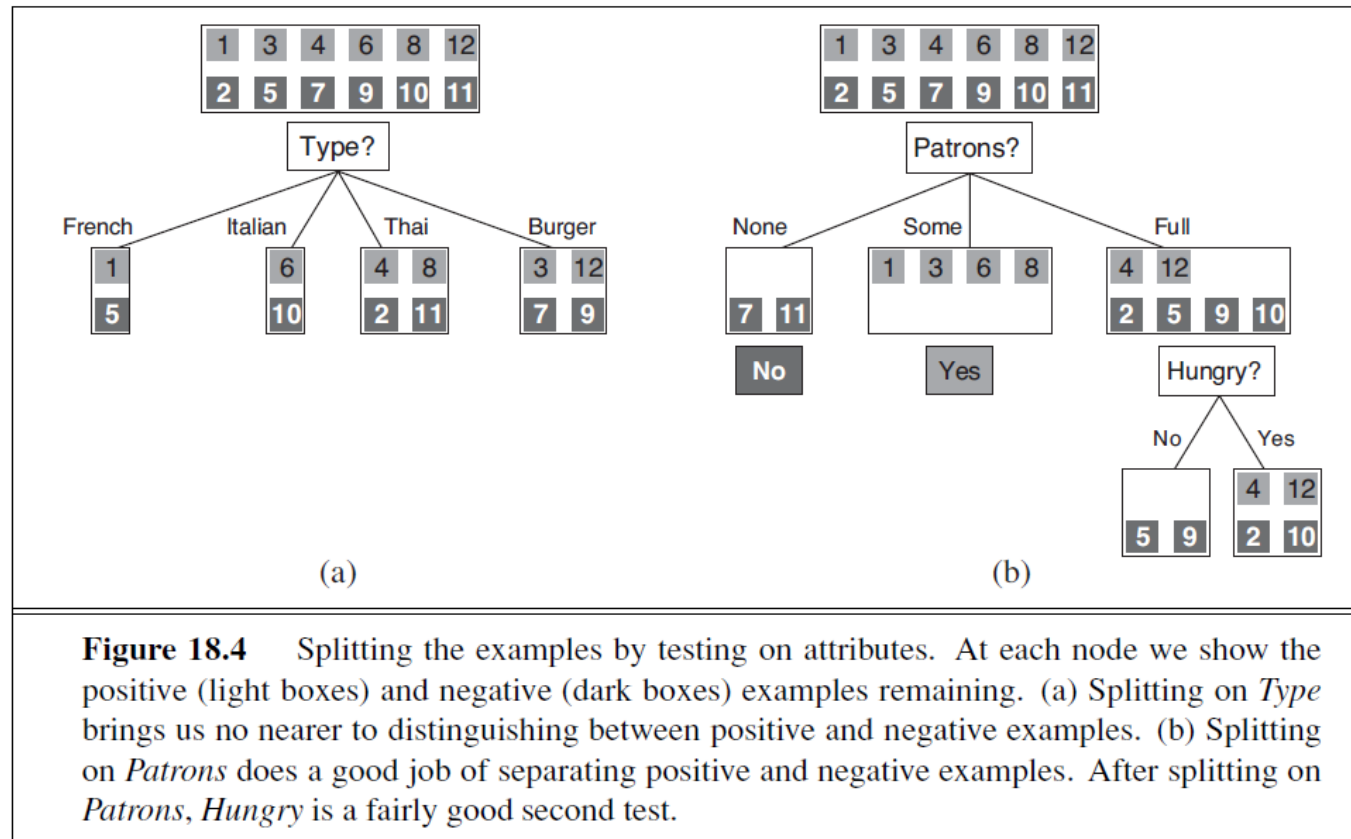 1 3 4 6 8 12
2 5 7 9 10 11
Type?
French Italian Thai Burger
1 6 4 8 3 12
5 10 2 11 7 9
(a)
1 3 4 6 8 12
2 5 7 9 10 11
Patrons?
None Some Full
1 3 6 8 4 12
7 11 2 5 9 10
No Yes Hungry?
No Yes
4 12
5 9 2 10
(b)
Figure 18.4 Splitting the examples by testing on attributes. At each node we show the
positive (light boxes) and negative (dark boxes) examples remaining. (a) Splitting on Type
brings us no nearer to distinguishing between positive and negative examples. (b) Splitting
on Patrons does a good job of separating positive and negative examples. After splitting on
Patrons, Hungry is a fairly good second test.